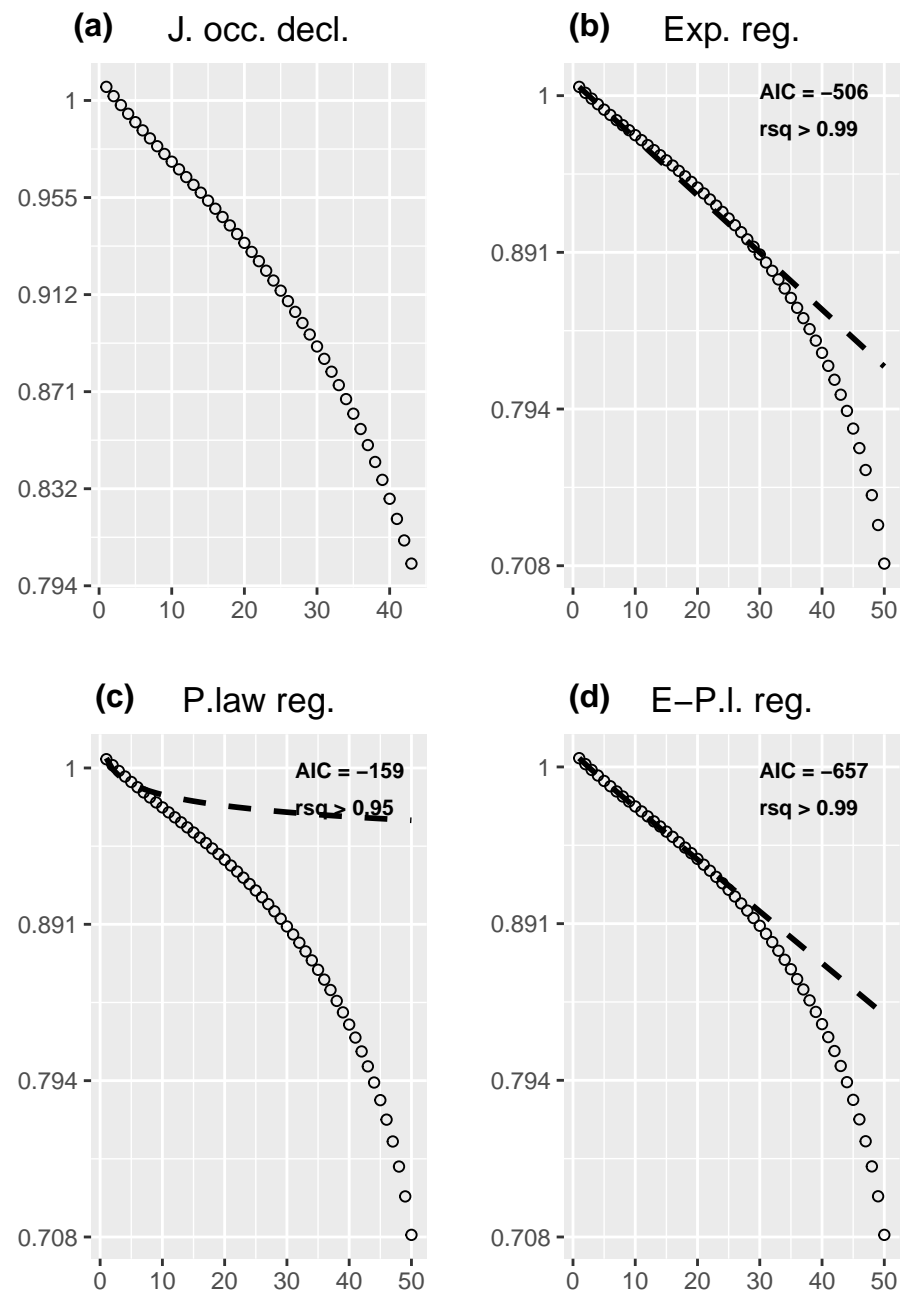 (a) J. occ. decl.
1
0.955
0.912
0.871
0.832
0.794
0 10 20 30 40
(b) Exp. reg.
AIC = −506
rsq > 0.99
1
0.891
0.794
0.708
0 10 20 30 40 50
(c) P.law reg.
AIC = −159
rsq > 0.95
1
0.891
0.794
0.708
0 10 20 30 40 50
(d) E−P.l. reg.
AIC = −657
rsq > 0.99
1
0.891
0.794
0.708
0 10 20 30 40 50